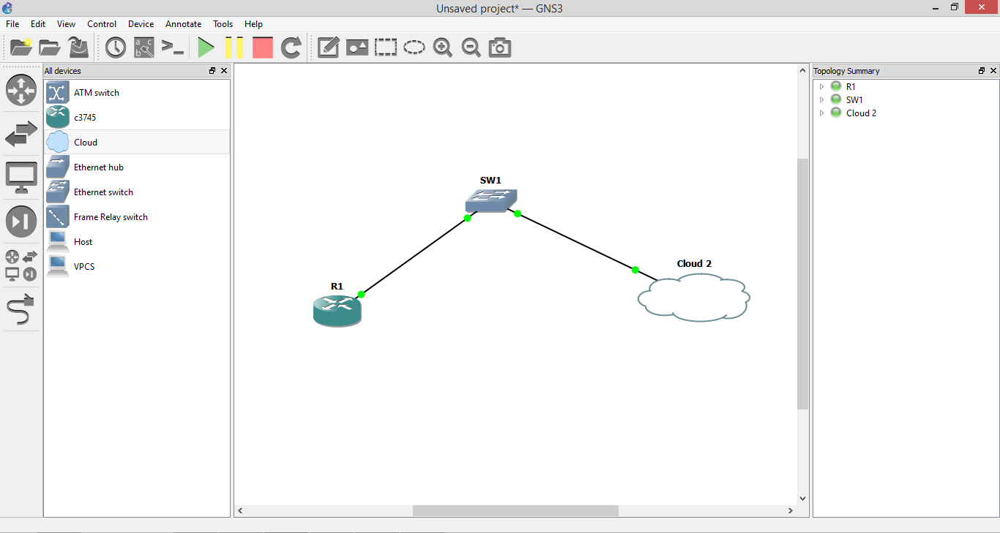 Unsaved project* — GNS3
File Edit View Control Device Annotate Tools Help
All devices
ATM switch
c3745
Cloud
Ethernet hub
Ethernet switch
Frame Relay switch
Host
VPCS
SW1
R1
Cloud 2
Topology Summary
R1
SW1
Cloud 2